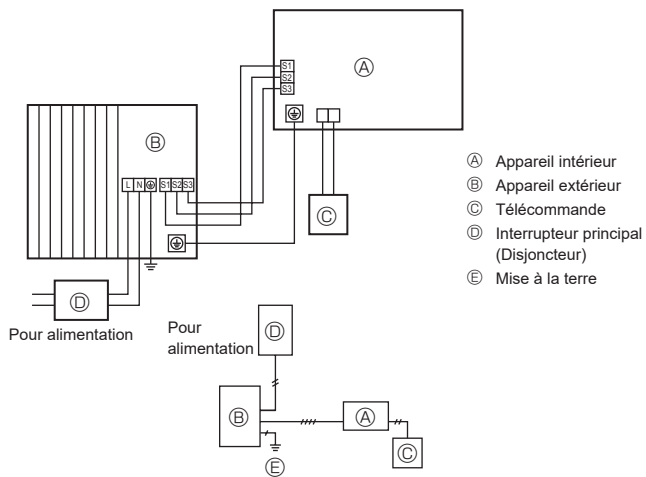 S1
S2
S3
Ⓐ
Ⓑ
L N S1 S2 S3
Ⓒ
Ⓓ
Pour alimentation
Ⓐ Appareil intérieur
Ⓑ Appareil extérieur
Ⓒ Télécommande
Ⓓ Interrupteur principal
(Disjoncteur)
Ⓔ Mise à la terre
Pour
alimentation
Ⓓ
Ⓑ
Ⓐ
Ⓒ
Ⓔ